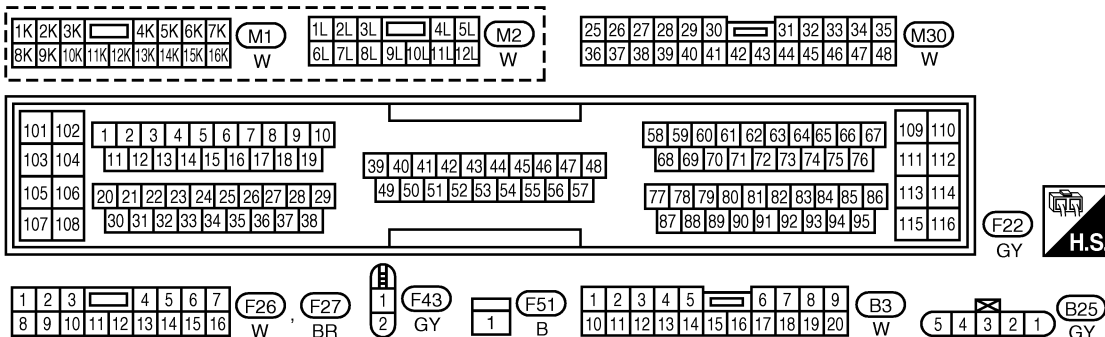 1K 2K 3K 4K 5K 6K 7K M1
8K 9K 10K 11K 12K 13K 14K 15K 16K W
1L 2L 3L 4L 5L M2
6L 7L 8L 9L 10L 11L 12L W
25 26 27 28 29 30 31 32 33 34 35 M30
36 37 38 39 40 41 42 43 44 45 46 47 48 W
101 102
103 104
105 106
107 108
1 2 3 4 5 6 7 8 9 10
11 12 13 14 15 16 17 18 19
20 21 22 23 24 25 26 27 28 29
30 31 32 33 34 35 36 37 38
39 40 41 42 43 44 45 46 47 48
49 50 51 52 53 54 55 56 57
58 59 60 61 62 63 64 65 66 67
68 69 70 71 72 73 74 75 76
77 78 79 80 81 82 83 84 85 86
87 88 89 90 91 92 93 94 95
109 110
111 112
113 114
115 116
F22
GY
H.S
1 2 3 4 5 6 7 F26 , F27
8 9 10 11 12 13 14 15 16 W BR
1 F43
2 GY
F51
1 B
1 2 3 4 5 6 7 8 9 B3
10 11 12 13 14 15 16 17 18 19 20 W
5 4 3 2 1 B25
GY